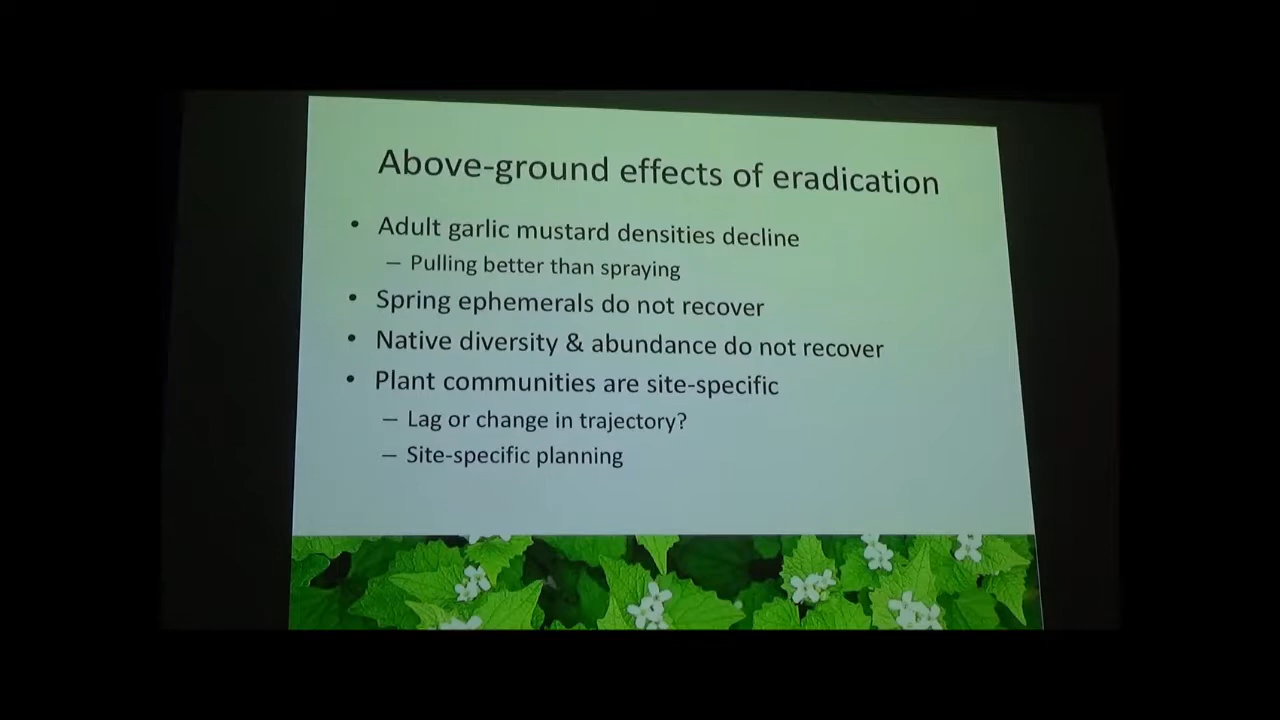 Above-ground effects of eradication
• Adult garlic mustard densities decline
– Pulling better than spraying
• Spring ephemerals do not recover
• Native diversity & abundance do not recover
• Plant communities are site-specific
– Lag or change in trajectory?
– Site-specific planning